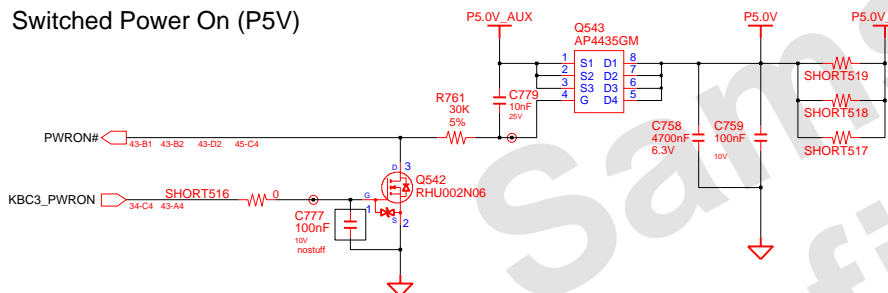 Switched Power On (P5V)
P5.0V_AUX
Q543
AP4435GM
P5.0V
P5.0V_
1 S1 D1 8
2 S2 D2 7
3 S3 D3 6
4 G D4 5
R761
30K
5%
C779
10nF
25V
SHORT519
SHORT518
SHORT517
C758
4700nF
6.3V
C759
100nF
10V
PWRON#
43-B1 43-B2 43-D2 45-C4
D 3
Q542
RHU002N06
KBC3_PWRON
34-C4 43-A4
SHORT516
0
G
1
S
2
C777
100nF
10V
nostuff
Sam
fi